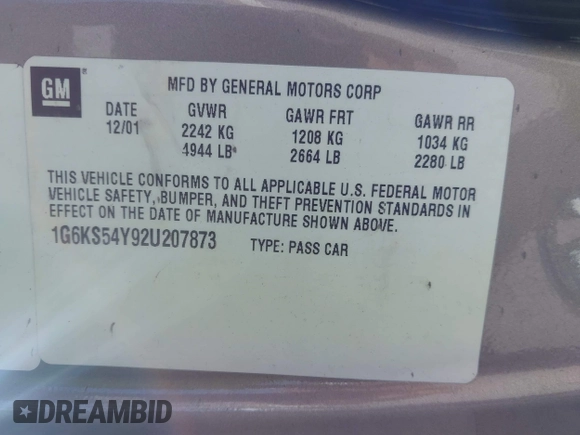 GM®
MFD BY GENERAL MOTORS CORP
DATE GVWR GAWR FRT GAWR RR
12/01 2242 KG 1208 KG 1034 KG
4944 LB 2664 LB 2280 LB
THIS VEHICLE CONFORMS TO ALL APPLICABLE U.S. FEDERAL MOTOR
VEHICLE SAFETY, BUMPER, AND THEFT PREVENTION STANDARDS IN
EFFECT ON THE DATE OF MANUFACTURE SHOWN ABOVE.
1G6KS54Y92U207873 TYPE: PASS CAR
DREAMBID